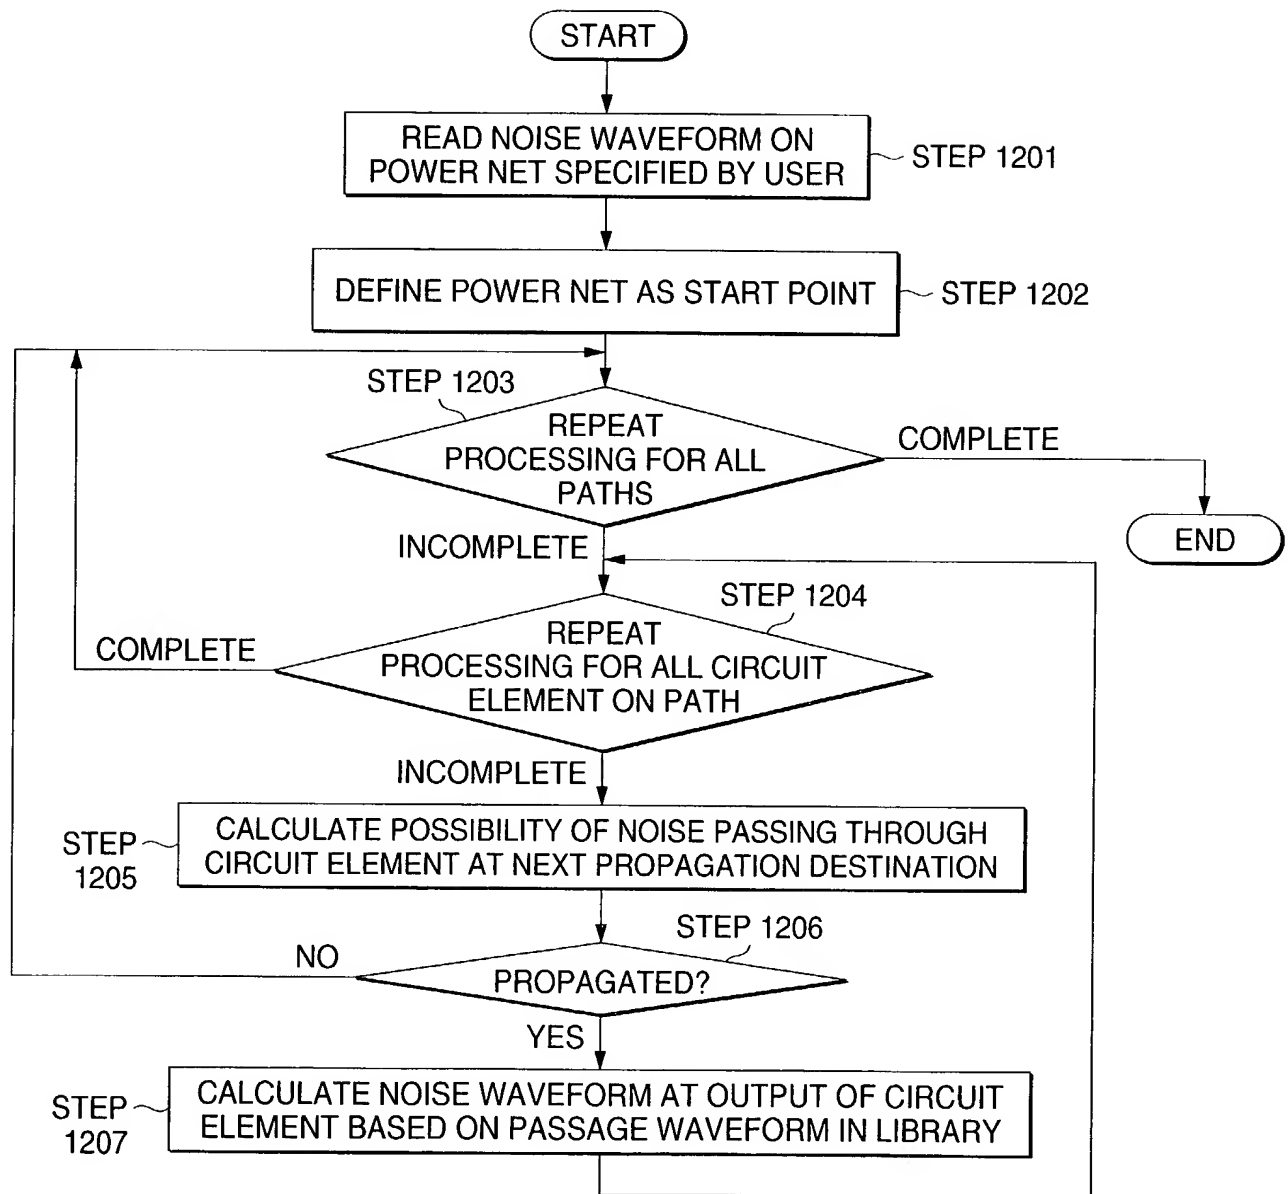 START
READ NOISE WAVEFORM ON
POWER NET SPECIFIED BY USER
STEP 1201
DEFINE POWER NET AS START POINT
STEP 1202
STEP 1203
REPEAT
PROCESSING FOR ALL
PATHS
COMPLETE
END
INCOMPLETE
STEP 1204
REPEAT
PROCESSING FOR ALL CIRCUIT
ELEMENT ON PATH
COMPLETE
INCOMPLETE
STEP
1205
CALCULATE POSSIBILITY OF NOISE PASSING THROUGH
CIRCUIT ELEMENT AT NEXT PROPAGATION DESTINATION
STEP 1206
PROPAGATED?
NO
YES
STEP
1207
CALCULATE NOISE WAVEFORM AT OUTPUT OF CIRCUIT
ELEMENT BASED ON PASSAGE WAVEFORM IN LIBRARY